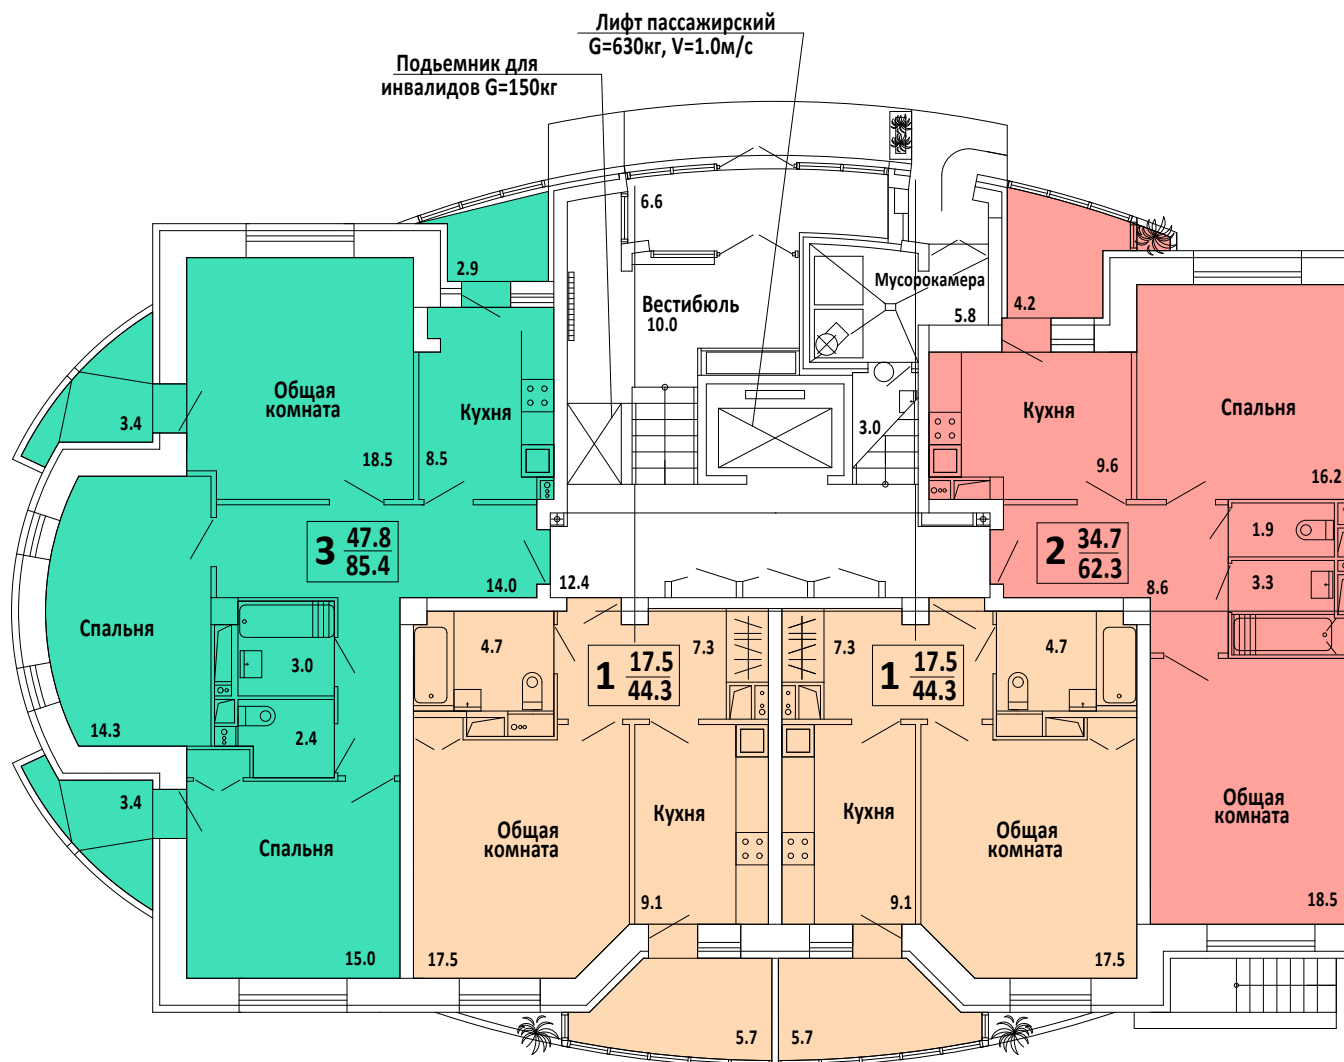 Лифт пассажирский
G=630кг, V=1.0м/с
Подьемник для
инвалидов G=150кг
6.6
2.9
4.2
Мусорокамера
5.8
Вестибюль
10.0
3.4
Общая
комната
18.5
Кухня
8.5
3.0
Кухня
9.6
Спальня
16.2
3 47.8
85.4
14.0
12.4
2 34.7
62.3
8.6
1.9
3.3
Спальня
14.3
3.0
2.4
4.7
1 17.5
44.3
7.3
7.3
1 17.5
44.3
4.7
3.4
Спальня
15.0
Общая
комната
17.5
Кухня
9.1
Кухня
9.1
Общая
комната
17.5
Общая
комната
18.5
5.7
5.7